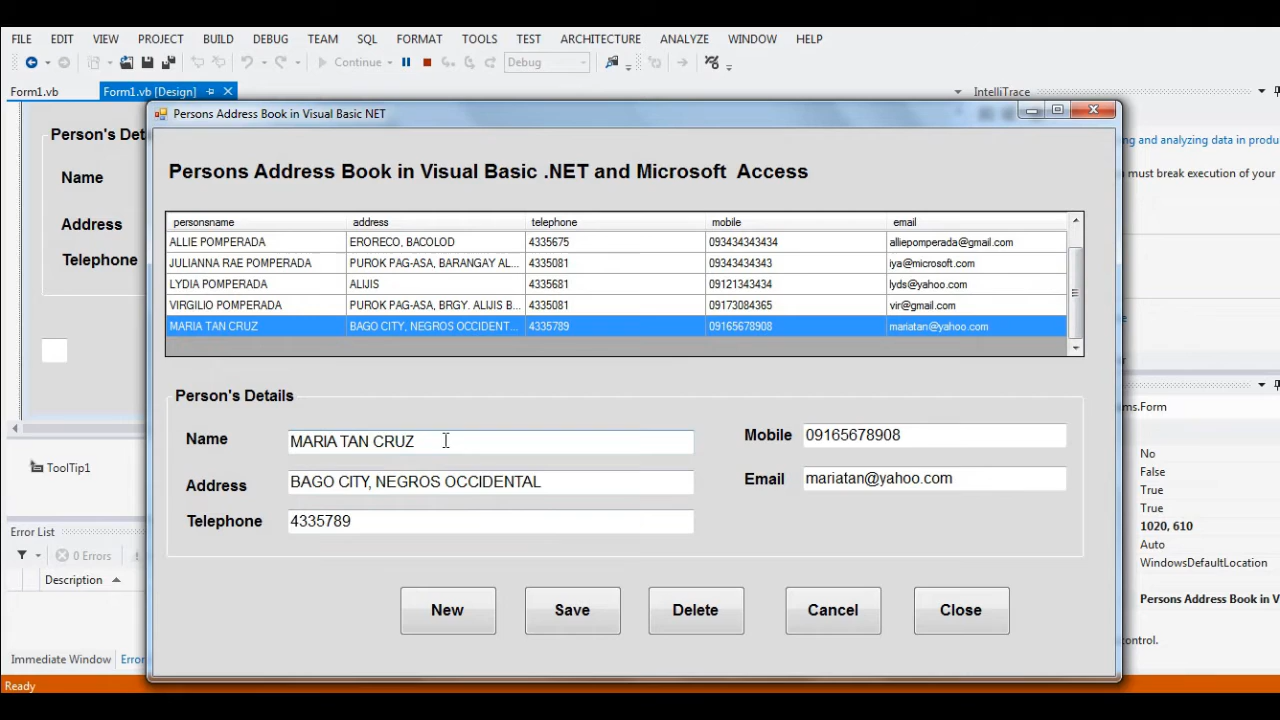 FILE EDIT VIEW PROJECT BUILD DEBUG TEAM SQL FORMAT TOOLS TEST ARCHITECTURE ANALYZE WINDOW HELP
Continue Debug
Form1.vb Form1.vb [Design] IntelliTrace
Persons Address Book in Visual Basic NET
Person's Det
ng and analyzing data in produ
must break execution of your
Persons Address Book in Visual Basic .NET and Microsoft Access
Name
Address
Telephone
personsname address telephone mobile email
ALLIE POMPERADA ERORECO, BACOLOD 4335675 093434343434 alliepomperada@gmail.com
JULIANNA RAE POMPERADA PUROK PAG-ASA, BARANGAY AL... 4335081 09343434343 iya@microsoft.com
LYDIA POMPERADA ALIJIS 4335681 09121343434 lyds@yahoo.com
VIRGILIO POMPERADA PUROK PAG-ASA, BRGY. ALIJIS B... 4335081 09173084365 vir@gmail.com
MARIA TAN CRUZ BAGO CITY, NEGROS OCCIDENT... 4335789 09165678908 mariatan@yahoo.com
Person's Details
Name MARIA TAN CRUZ Mobile 09165678908
Address BAGO CITY, NEGROS OCCIDENTAL Email mariatan@yahoo.com
Telephone 4335789
New Save Delete Cancel Close
ToolTip1
Error List
0 Errors
Description
Immediate Window Error
Ready
ms.Form
No
False
True
True
1020, 610
Auto
WindowsDefaultLocation
Persons Address Book in V
control.